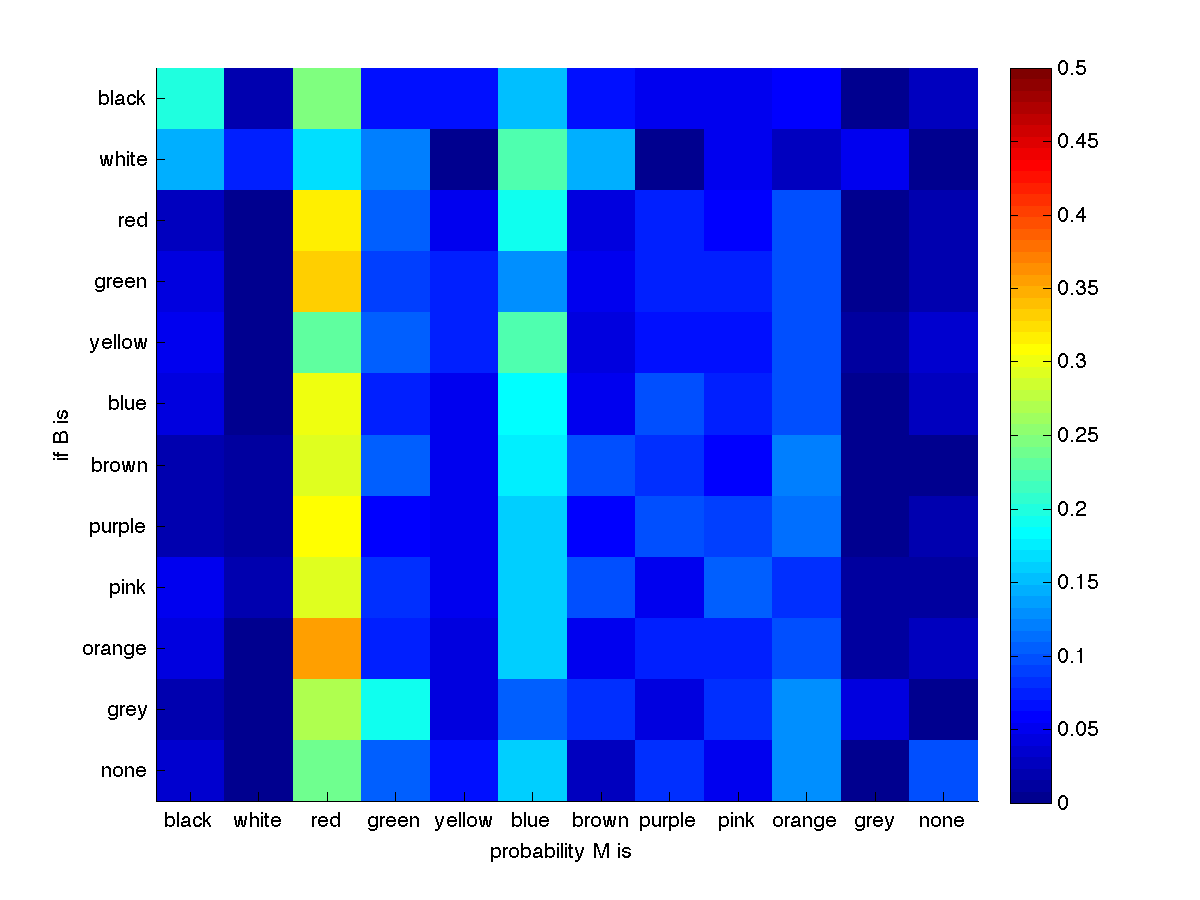 black
white
red
green
yellow
blue
brown
purple
pink
orange
grey
none
if B is
black white red green yellow blue brown purple pink orange grey none
probability M is
0.5
0.45
0.4
0.35
0.3
0.25
0.2
0.15
0.1
0.05
0